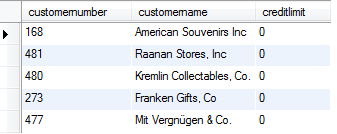 customernumber customername creditlimit
168 American Souvenirs Inc 0
481 Raanan Stores, Inc 0
480 Kremlin Collectables, Co. 0
273 Franken Gifts, Co 0
477 Mit Vergnügen & Co. 0